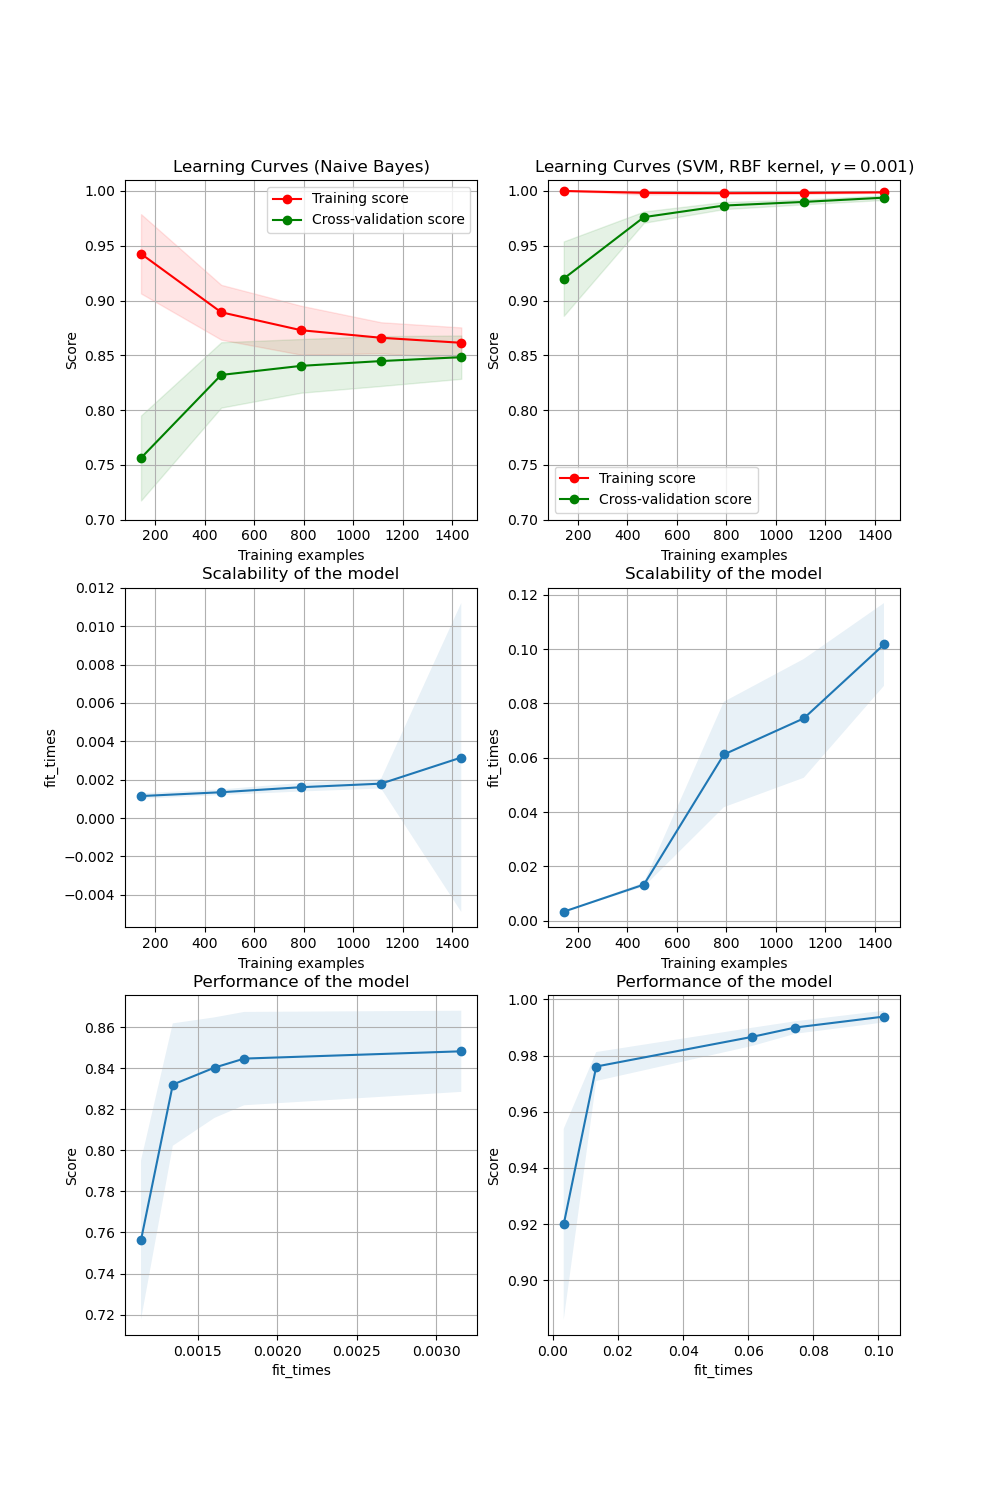 Learning Curves (Naive Bayes)
1.00
0.95
0.90
0.85
0.80
0.75
0.70
Score
Training score
Cross-validation score
200 400 600 800 1000 1200 1400
Training examples
Learning Curves (SVM, RBF kernel, γ = 0.001)
1.00
0.95
0.90
0.85
0.80
0.75
0.70
Score
Training score
Cross-validation score
200 400 600 800 1000 1200 1400
Training examples
Scalability of the model
0.012
0.010
0.008
0.006
0.004
0.002
0.000
−0.002
−0.004
fit_times
200 400 600 800 1000 1200 1400
Training examples
Scalability of the model
0.12
0.10
0.08
0.06
0.04
0.02
0.00
fit_times
200 400 600 800 1000 1200 1400
Training examples
Performance of the model
0.86
0.84
0.82
0.80
0.78
0.76
0.74
0.72
Score
0.0015 0.0020 0.0025 0.0030
fit_times
Performance of the model
1.00
0.98
0.96
0.94
0.92
0.90
Score
0.00 0.02 0.04 0.06 0.08 0.10
fit_times